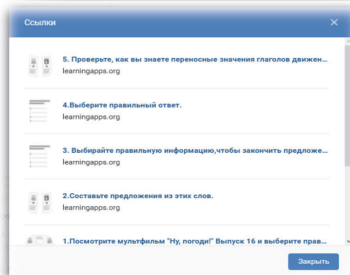 Ссылки
5. Проверьте, как вы знаете переносные значения глаголов движен...
learningapps.org
4.Выберите правильный ответ.
learningapps.org
3. Выбирайте правильную информацию,чтобы закончить предложе...
learningapps.org
2.Составьте предложения из этих слов.
learningapps.org
1.Посмотрите мультфильм "Ну, погоди!" Выпуск 16 и выберите прав...
Закрыть